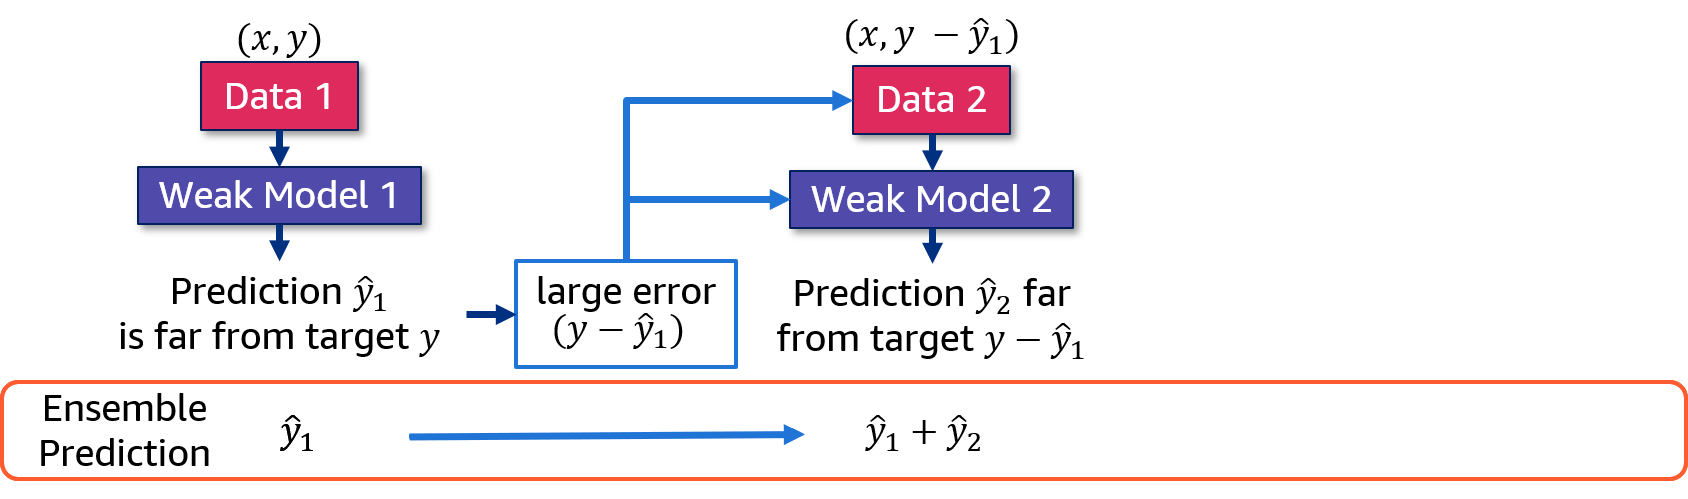 (x, y)
Data 1
Weak Model 1
Prediction ŷ₁
is far from target y
large error
(y − ŷ₁)
(x, y − ŷ₁)
Data 2
Weak Model 2
Prediction ŷ₂ far
from target y − ŷ₁
Ensemble
Prediction
ŷ₁
ŷ₁ + ŷ₂